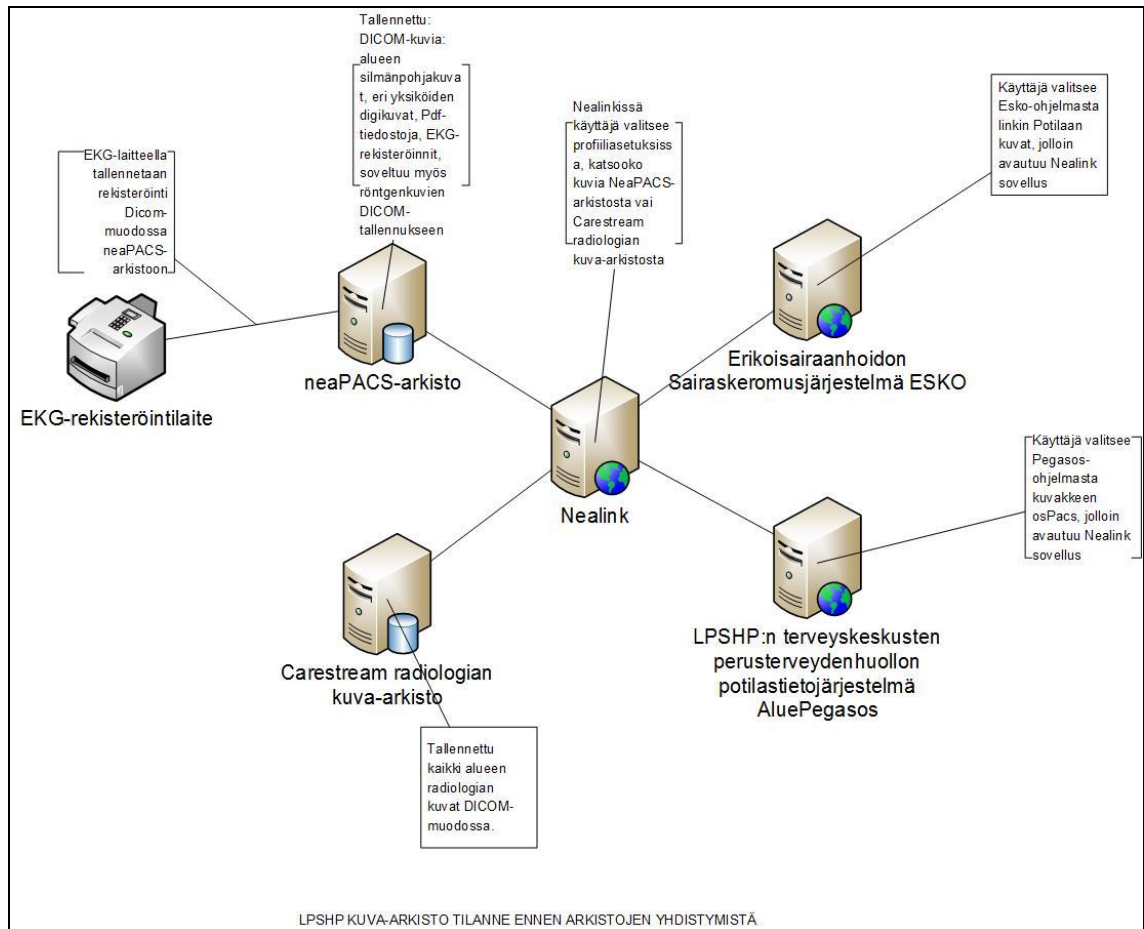 Tallennettu:
DICOM-kuvia:
alueen
silmänpohjakuva
t, eri yksiköiden
digikuvat, Pdf-
tiedostoja, EKG-
rekisteröinnit,
soveltuu myös
röntgenkuvien
DICOM-
tallennukseen
Nealinkissä
käyttäjä valitsee
profiiliasetuksiss
a, katsooko
kuvia NeaPACS-
arkistosta vai
Carestream
radiologian
kuva-arkistosta
Käyttäjä valitsee
Esko-ohjelmasta
linkin Potilaan
kuvat, jolloin
avautuu Nealink
sovellus
EKG-laitteella
tallennetaan
rekisteröinti
Dicom-
muodossa
neaPACS-
arkistoon
EKG-rekisteröintilaite
neaPACS-arkisto
Erikoisairaanhoidon
Sairaskeromusjärjestelmä ESKO
Nealink
Käyttäjä valitsee
Pegasos-
ohjelmasta
kuvakkeen
osPacs, jolloin
avautuu Nealink
sovellus
Carestream radiologian
kuva-arkisto
LPSHP:n terveyskeskusten
perusterveydenhuollon
potilastietojärjestelmä
AluePegasos
Tallennettu
kaikki alueen
radiologian
kuvat DICOM-
muodossa.
LPSHP KUVA-ARKISTO TILANNE ENNEN ARKISTOJEN YHDISTYMISTÄ